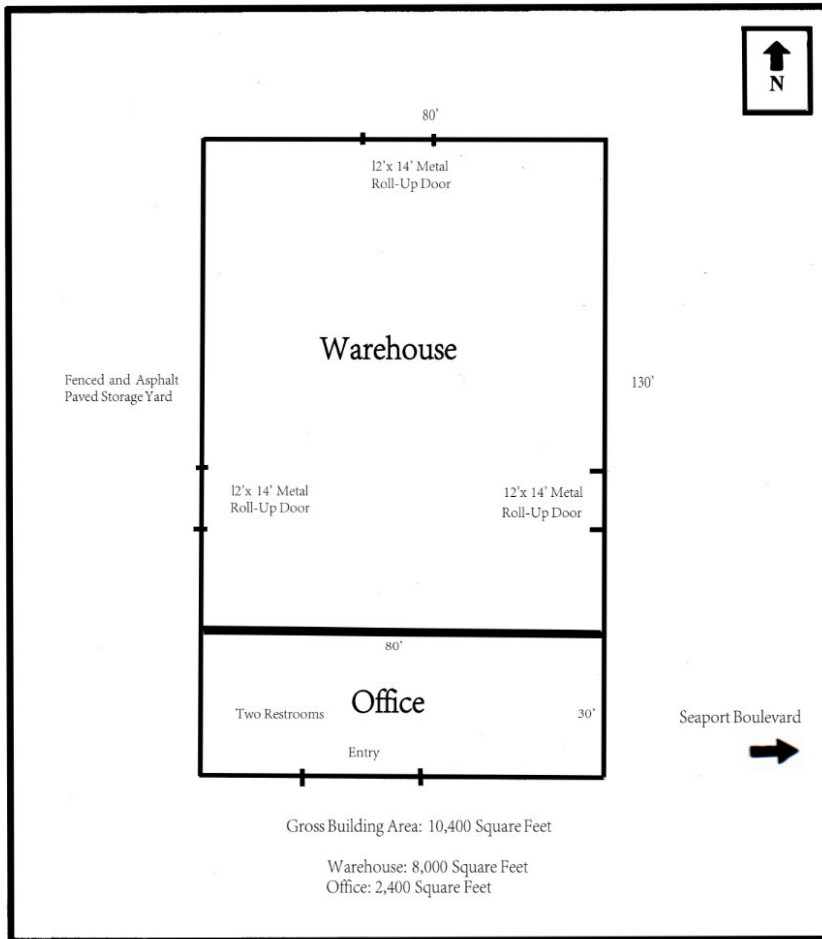 N
80'
12'x 14' Metal
Roll-Up Door
Warehouse
Fenced and Asphalt
Paved Storage Yard
130'
12'x 14' Metal
Roll-Up Door
12'x 14' Metal
Roll-Up Door
80'
Office
Two Restrooms
30'
Seaport Boulevard
Entry
Gross Building Area: 10,400 Square Feet
Warehouse: 8,000 Square Feet
Office: 2,400 Square Feet